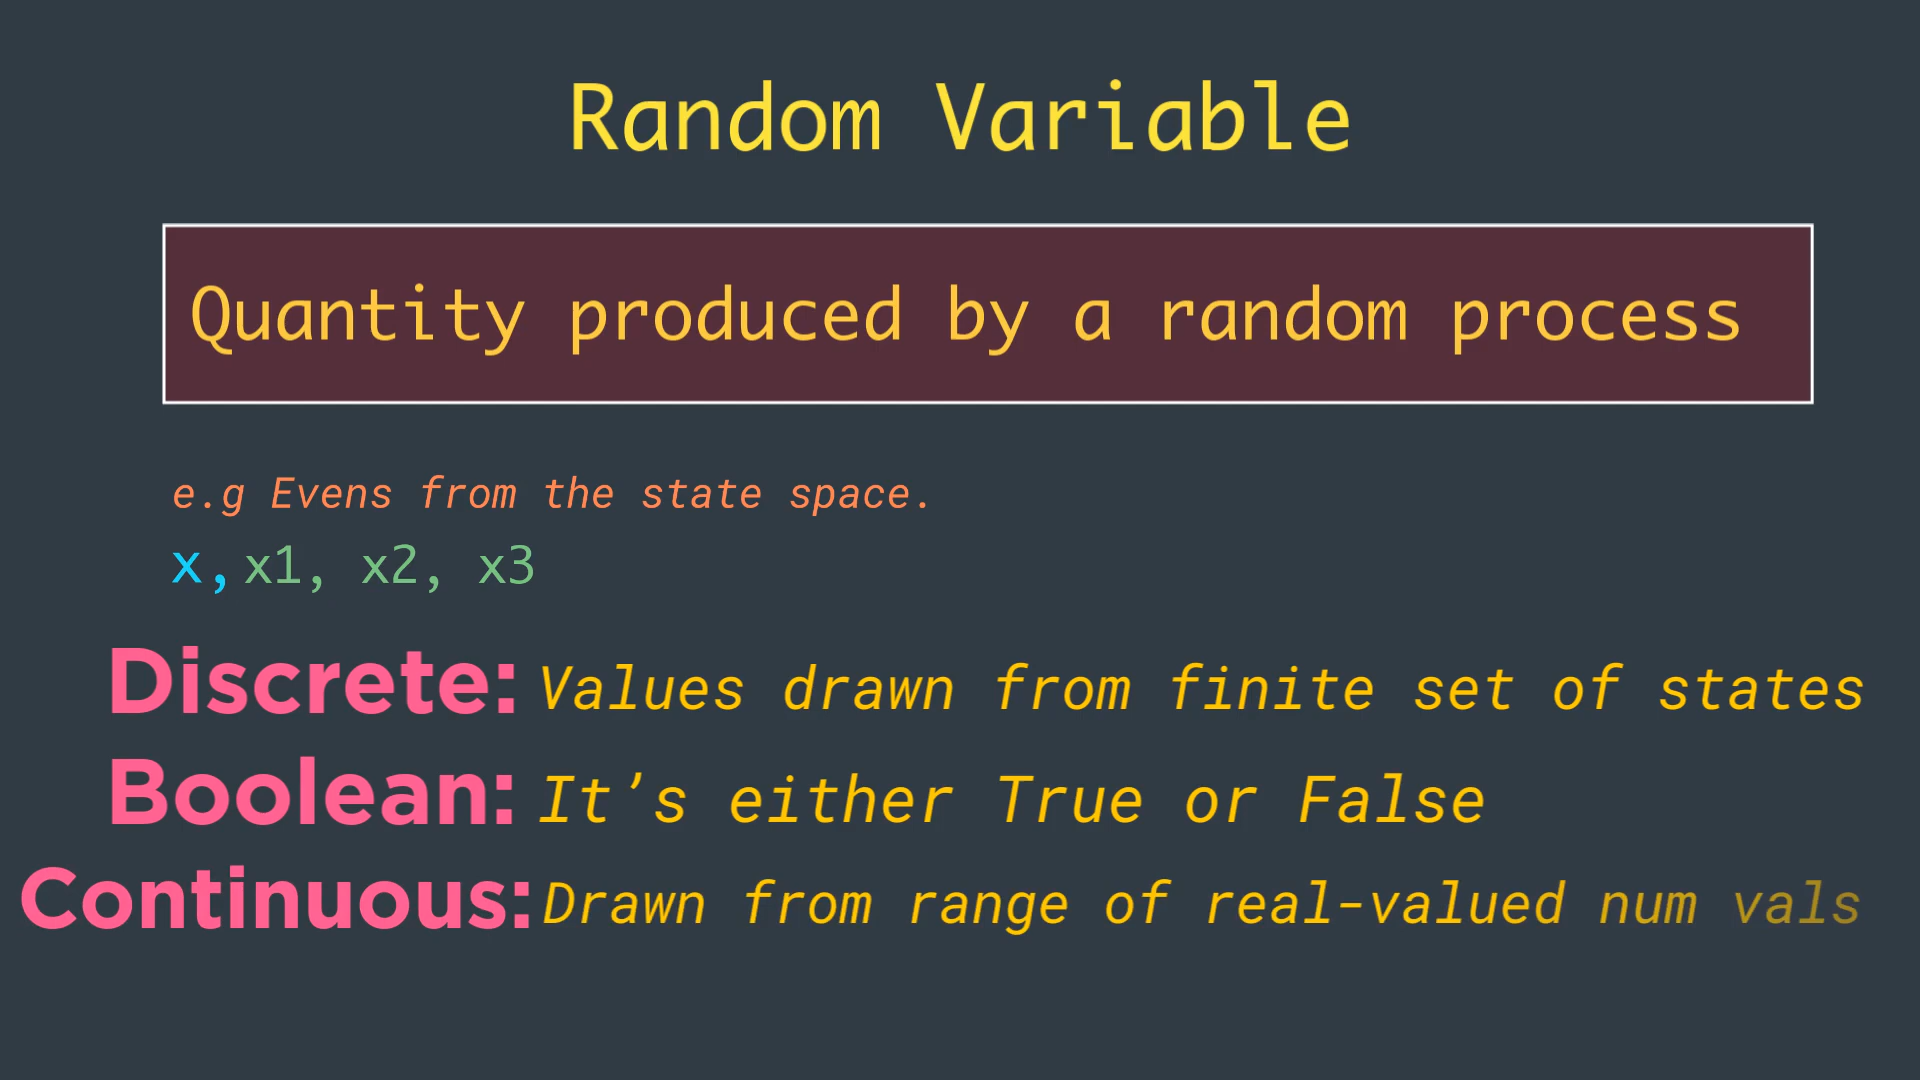 Random Variable
Quantity produced by a random process
e.g Evens from the state space.
x, x1, x2, x3
Discrete: Values drawn from finite set of states
Boolean: It's either True or False
Continuous: Drawn from range of real-valued num vals